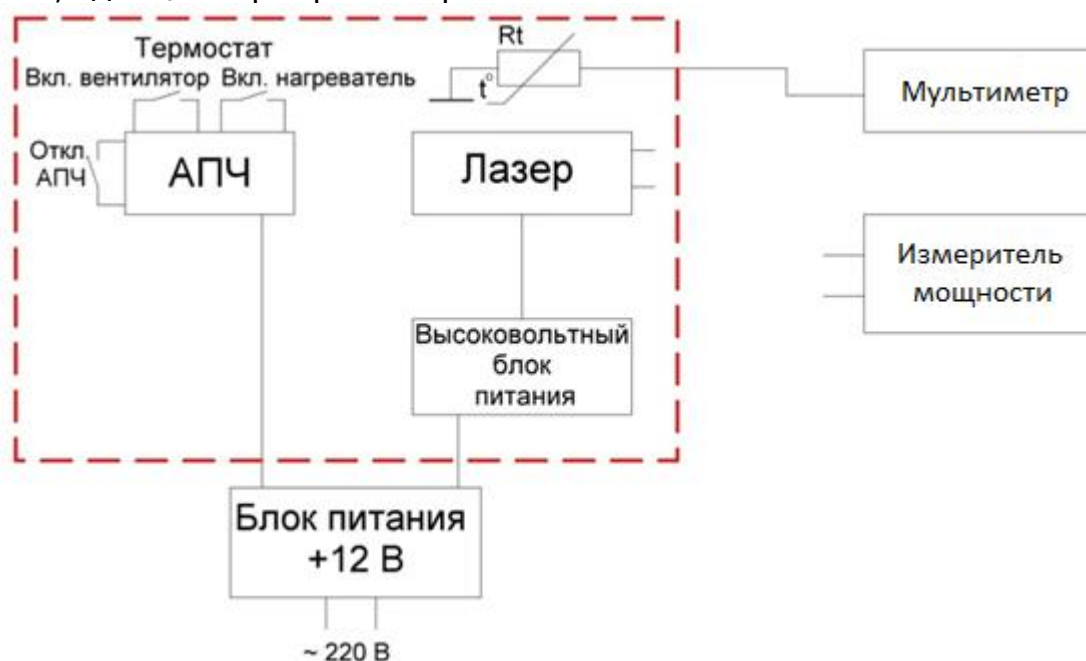 Термостат
Вкл. вентилятор Вкл. нагреватель
Rt
t°
Откл.
АПЧ
АПЧ
Лазер
Мультиметр
Измеритель
мощности
Высоковольтный
блок
питания
Блок питания
+12 В
~ 220 В